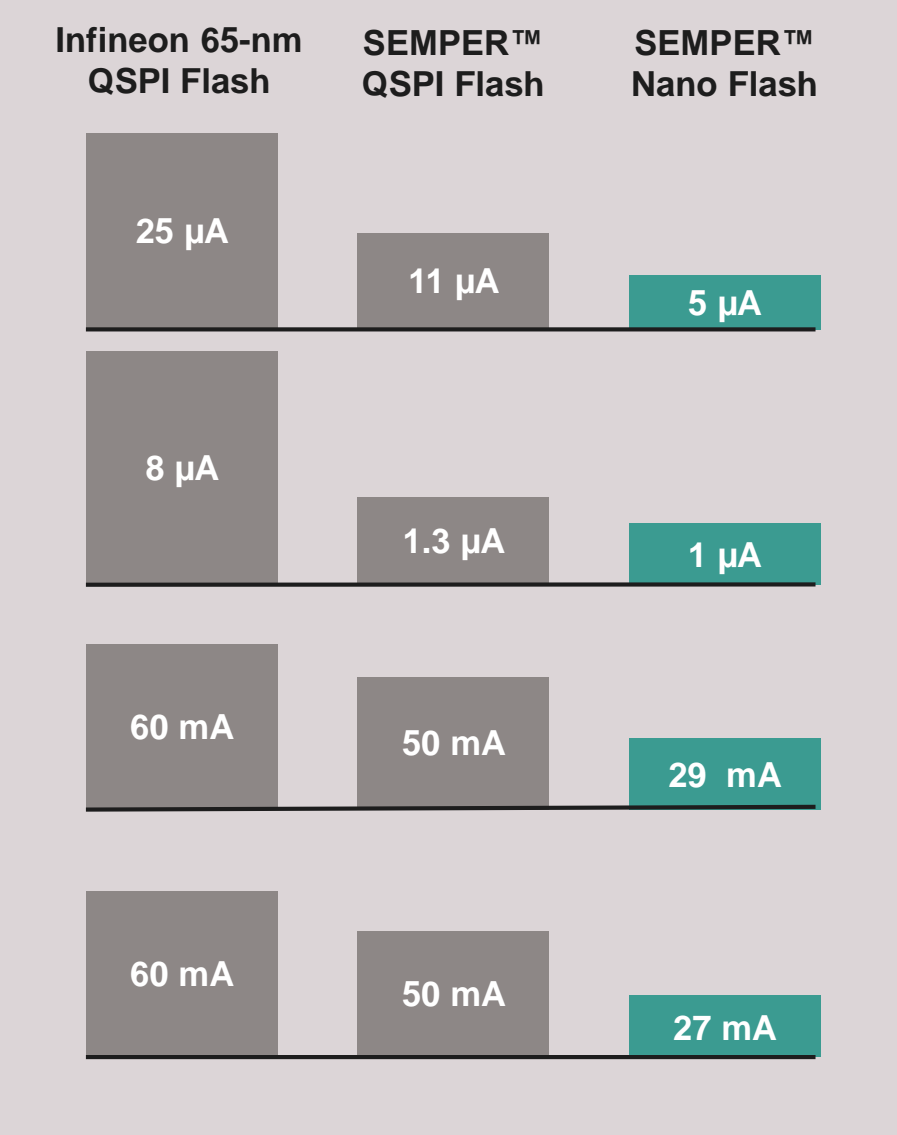 Infineon 65-nm
QSPI Flash
SEMPER™
QSPI Flash
SEMPER™
Nano Flash
25 µA
11 µA
5 µA
8 µA
1.3 µA
1 µA
60 mA
50 mA
29  mA
60 mA
50 mA
27 mA